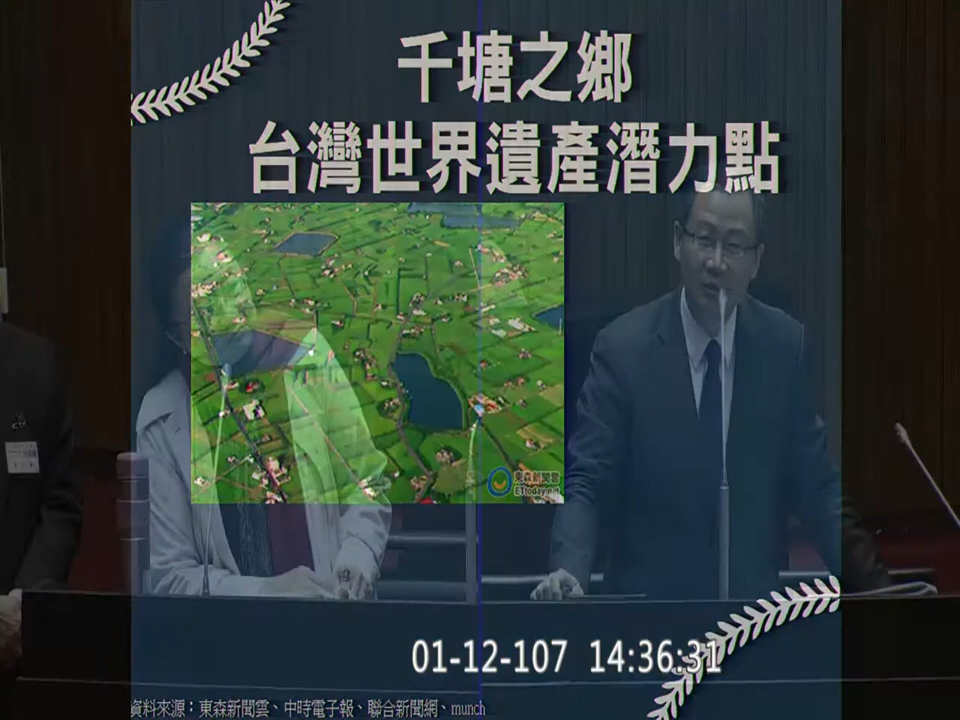 千塘之鄉
台灣世界遺產潛力點
東森新聞雲
ETtoday.net
01-12-107 14:36:31
資料來源：東森新聞雲、中時電子報、聯合新聞網、munch